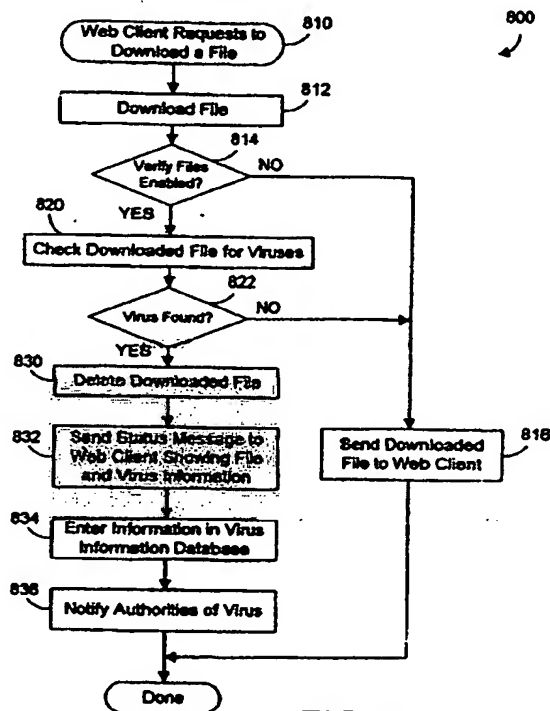 800
Web Client Requests to
Download a File
810
Download File
812
814
Verify Files
Enabled?
NO
YES
820
Check Downloaded File for Viruses
822
Virus Found?
NO
YES
830
Delete Downloaded File
832
Send Status Message to
Web Client Showing File
and Virus Information
Send Downloaded
File to Web Client
816
834
Enter Information in Virus
Information Database
836
Notify Authorities of Virus
Done